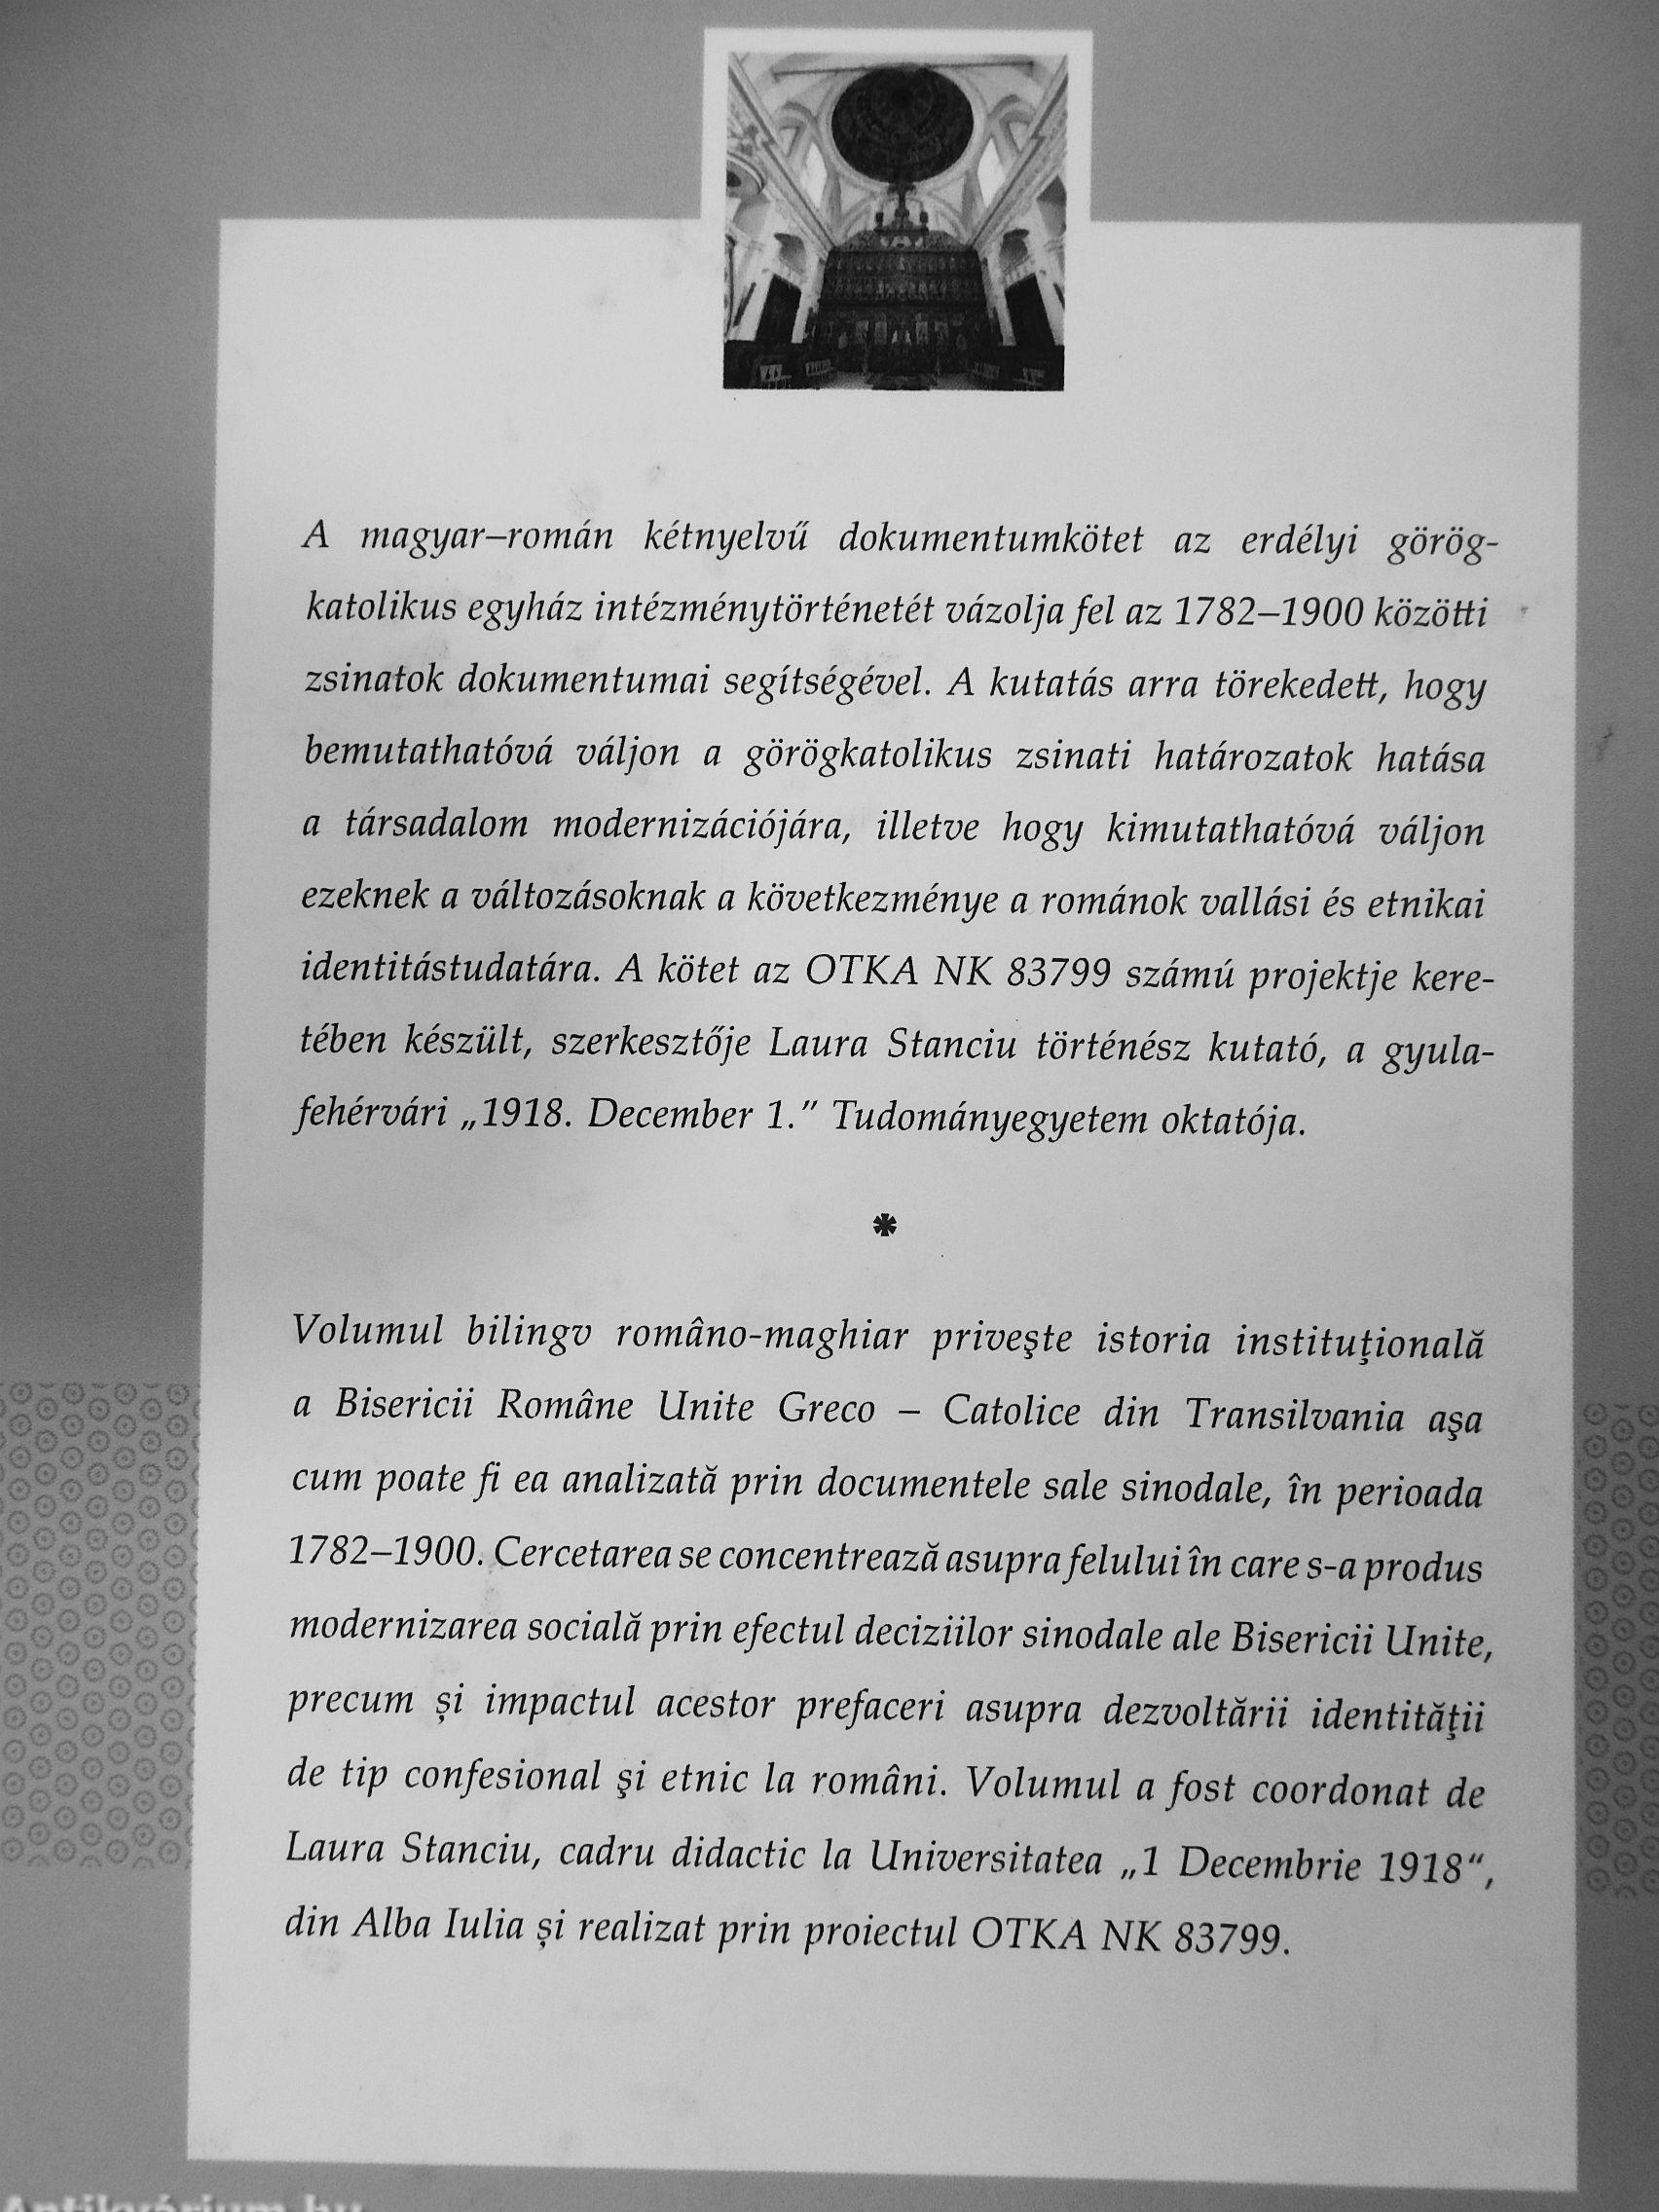 A magyar–román kétnyelvű dokumentumkötet az erdélyi görög-
katolikus egyház intézménytörténetét vázolja fel az 1782–1900 közötti
zsinatok dokumentumai segítségével. A kutatás arra törekedett, hogy
bemutathatóvá váljon a görögkatolikus zsinati határozatok hatása
a társadalom modernizációjára, illetve hogy kimutathatóvá váljon
ezeknek a változásoknak a következménye a románok vallási és etnikai
identitástudatára. A kötet az OTKA NK 83799 számú projektje kere-
tében készült, szerkesztője Laura Stanciu történész kutató, a gyula-
fehérvári „1918. December 1.” Tudományegyetem oktatója.
*
Volumul bilingv româno-maghiar priveşte istoria instituţională
a Bisericii Române Unite Greco – Catolice din Transilvania aşa
cum poate fi ea analizată prin documentele sale sinodale, în perioada
1782–1900. Cercetarea se concentrează asupra felului în care s-a produs
modernizarea socială prin efectul deciziilor sinodale ale Bisericii Unite,
precum și impactul acestor prefaceri asupra dezvoltării identităţii
de tip confesional şi etnic la români. Volumul a fost coordonat de
Laura Stanciu, cadru didactic la Universitatea „1 Decembrie 1918“,
din Alba Iulia și realizat prin proiectul OTKA NK 83799.
Antikvárium.hu